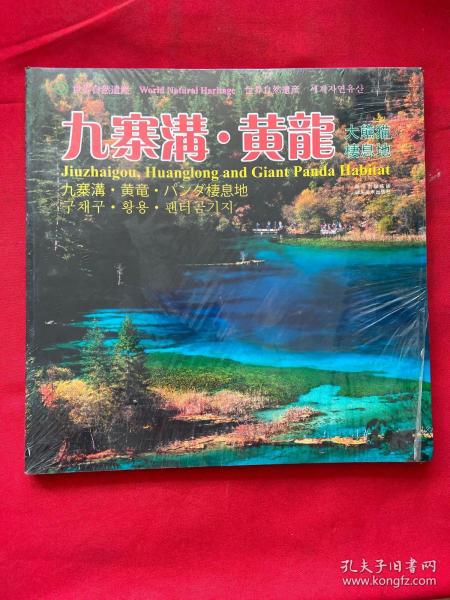 世界自然遺産 World Natural Haritage 世界自然遺産 세계자연유산
九寨溝·黄龍 大熊猫
棲息地
Jiuzhaigou, Huanglong and Giant Panda Habitat
九寨溝・黄竜・パンダ棲息地
구채구·황용·팬더곰기지
孔夫子旧书网
www.kongfz.com